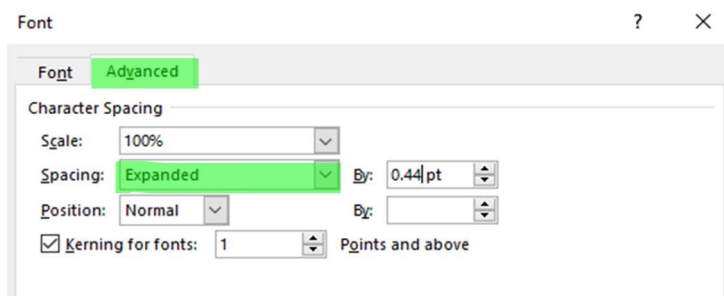 Font ? ×
Font Advanced
Character Spacing
Scale: 100%
Spacing: Expanded By: 0.44 pt
Position: Normal By:
Kerning for fonts: 1 Points and above